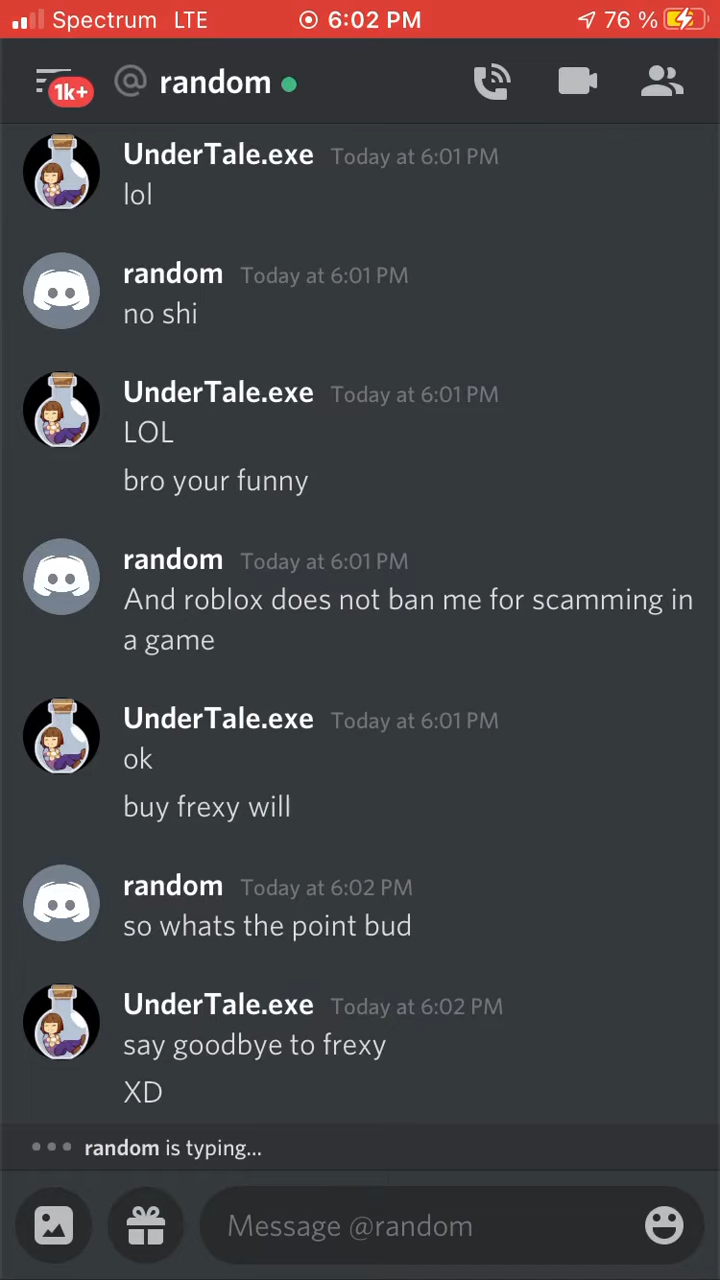 Spectrum LTE 6:02 PM 76 %
1k+ @ random
UnderTale.exe Today at 6:01 PM
lol
random Today at 6:01 PM
no shi
UnderTale.exe Today at 6:01 PM
LOL
bro your funny
random Today at 6:01 PM
And roblox does not ban me for scamming in
a game
UnderTale.exe Today at 6:01 PM
ok
buy frexy will
random Today at 6:02 PM
so whats the point bud
UnderTale.exe Today at 6:02 PM
say goodbye to frexy
XD
random is typing...
Message @random